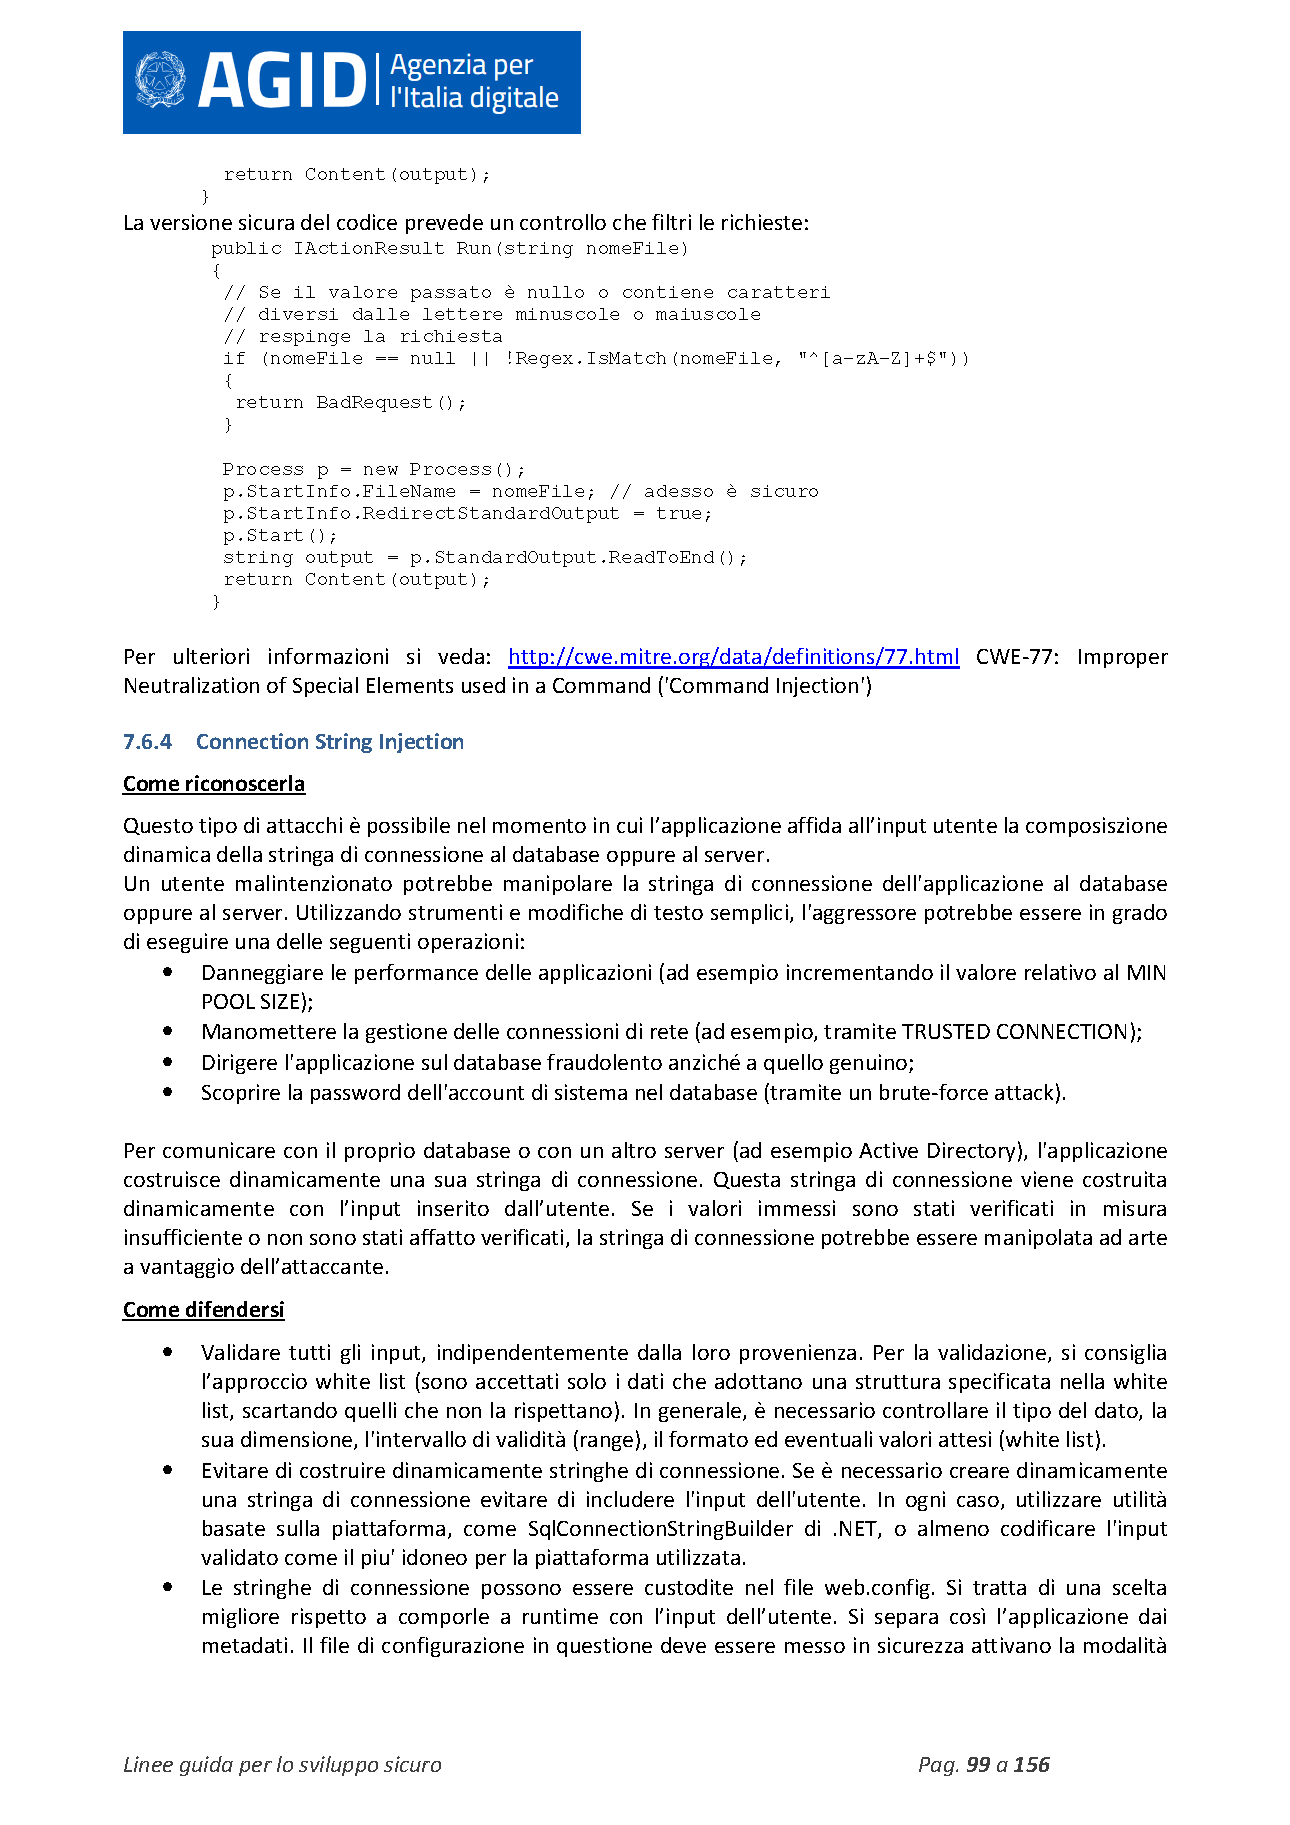 AGID Agenzia per
l'Italia digitale
return Content(output);
}
La versione sicura del codice prevede un controllo che filtri le richieste:
public IActionResult Run(string nomeFile)
{
// Se il valore passato è nullo o contiene caratteri
// diversi dalle lettere minuscole o maiuscole
// respinge la richiesta
if (nomeFile == null || !Regex.IsMatch(nomeFile, "^[a-zA-Z]+$"))
{
return BadRequest();
}
Process p = new Process();
p.StartInfo.FileName = nomeFile; // adesso è sicuro
p.StartInfo.RedirectStandardOutput = true;
p.Start();
string output = p.StandardOutput.ReadToEnd();
return Content(output);
}
Per ulteriori informazioni si veda: http://cwe.mitre.org/data/definitions/77.html CWE-77: Improper
Neutralization of Special Elements used in a Command ('Command Injection')
7.6.4 Connection String Injection
Come riconoscerla
Questo tipo di attacchi è possibile nel momento in cui l’applicazione affida all’input utente la composiszione
dinamica della stringa di connessione al database oppure al server.
Un utente malintenzionato potrebbe manipolare la stringa di connessione dell'applicazione al database
oppure al server. Utilizzando strumenti e modifiche di testo semplici, l'aggressore potrebbe essere in grado
di eseguire una delle seguenti operazioni:
• Danneggiare le performance delle applicazioni (ad esempio incrementando il valore relativo al MIN
POOL SIZE);
• Manomettere la gestione delle connessioni di rete (ad esempio, tramite TRUSTED CONNECTION);
• Dirigere l'applicazione sul database fraudolento anziché a quello genuino;
• Scoprire la password dell'account di sistema nel database (tramite un brute-force attack).
Per comunicare con il proprio database o con un altro server (ad esempio Active Directory), l'applicazione
costruisce dinamicamente una sua stringa di connessione. Questa stringa di connessione viene costruita
dinamicamente con l’input inserito dall’utente. Se i valori immessi sono stati verificati in misura
insufficiente o non sono stati affatto verificati, la stringa di connessione potrebbe essere manipolata ad arte
a vantaggio dell’attaccante.
Come difendersi
• Validare tutti gli input, indipendentemente dalla loro provenienza. Per la validazione, si consiglia
l’approccio white list (sono accettati solo i dati che adottano una struttura specificata nella white
list, scartando quelli che non la rispettano). In generale, è necessario controllare il tipo del dato, la
sua dimensione, l'intervallo di validità (range), il formato ed eventuali valori attesi (white list).
• Evitare di costruire dinamicamente stringhe di connessione. Se è necessario creare dinamicamente
una stringa di connessione evitare di includere l'input dell'utente. In ogni caso, utilizzare utilità
basate sulla piattaforma, come SqlConnectionStringBuilder di .NET, o almeno codificare l'input
validato come il piu' idoneo per la piattaforma utilizzata.
• Le stringhe di connessione possono essere custodite nel file web.config. Si tratta di una scelta
migliore rispetto a comporle a runtime con l’input dell’utente. Si separa così l’applicazione dai
metadati. Il file di configurazione in questione deve essere messo in sicurezza attivano la modalità
Linee guida per lo sviluppo sicuro Pag. 99 a 156